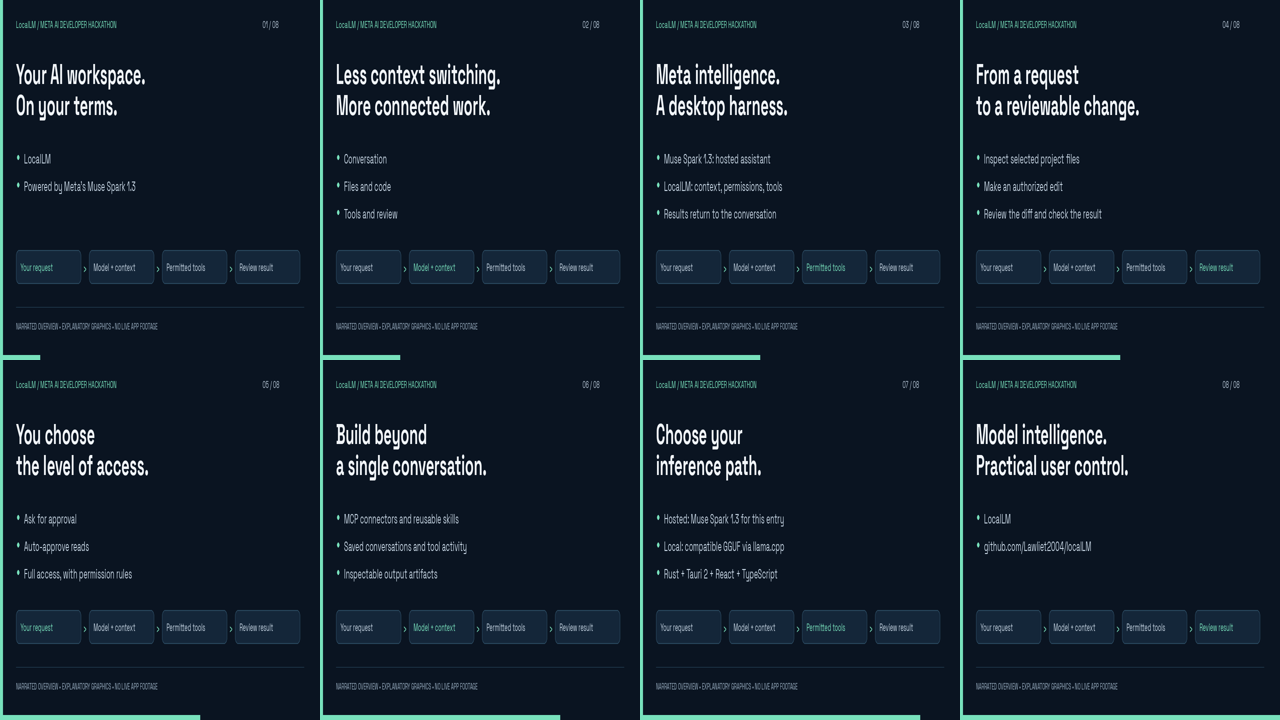 LocalLM / META AI DEVELOPER HACKATHON
01 / 08
Your AI workspace.
On your terms.
• LocalLM
• Powered by Meta's Muse Spark 1.3
Your request › Model + context › Permitted tools › Review result
NARRATED OVERVIEW • EXPLANATORY GRAPHICS • NO LIVE APP FOOTAGE
LocalLM / META AI DEVELOPER HACKATHON
02 / 08
Less context switching.
More connected work.
• Conversation
• Files and code
• Tools and review
Your request › Model + context › Permitted tools › Review result
NARRATED OVERVIEW • EXPLANATORY GRAPHICS • NO LIVE APP FOOTAGE
LocalLM / META AI DEVELOPER HACKATHON
03 / 08
Meta intelligence.
A desktop harness.
• Muse Spark 1.3: hosted assistant
• LocalLM: context, permissions, tools
• Results return to the conversation
Your request › Model + context › Permitted tools › Review result
NARRATED OVERVIEW • EXPLANATORY GRAPHICS • NO LIVE APP FOOTAGE
LocalLM / META AI DEVELOPER HACKATHON
04 / 08
From a request
to a reviewable change.
• Inspect selected project files
• Make an authorized edit
• Review the diff and check the result
Your request › Model + context › Permitted tools › Review result
NARRATED OVERVIEW • EXPLANATORY GRAPHICS • NO LIVE APP FOOTAGE
LocalLM / META AI DEVELOPER HACKATHON
05 / 08
You choose
the level of access.
• Ask for approval
• Auto-approve reads
• Full access, with permission rules
Your request › Model + context › Permitted tools › Review result
NARRATED OVERVIEW • EXPLANATORY GRAPHICS • NO LIVE APP FOOTAGE
LocalLM / META AI DEVELOPER HACKATHON
06 / 08
Build beyond
a single conversation.
• MCP connectors and reusable skills
• Saved conversations and tool activity
• Inspectable output artifacts
Your request › Model + context › Permitted tools › Review result
NARRATED OVERVIEW • EXPLANATORY GRAPHICS • NO LIVE APP FOOTAGE
LocalLM / META AI DEVELOPER HACKATHON
07 / 08
Choose your
inference path.
• Hosted: Muse Spark 1.3 for this entry
• Local: compatible GGUF via llama.cpp
• Rust + Tauri 2 + React + TypeScript
Your request › Model + context › Permitted tools › Review result
NARRATED OVERVIEW • EXPLANATORY GRAPHICS • NO LIVE APP FOOTAGE
LocalLM / META AI DEVELOPER HACKATHON
08 / 08
Model intelligence.
Practical user control.
• LocalLM
• github.com/Lawliet2004/localLM
Your request › Model + context › Permitted tools › Review result
NARRATED OVERVIEW • EXPLANATORY GRAPHICS • NO LIVE APP FOOTAGE